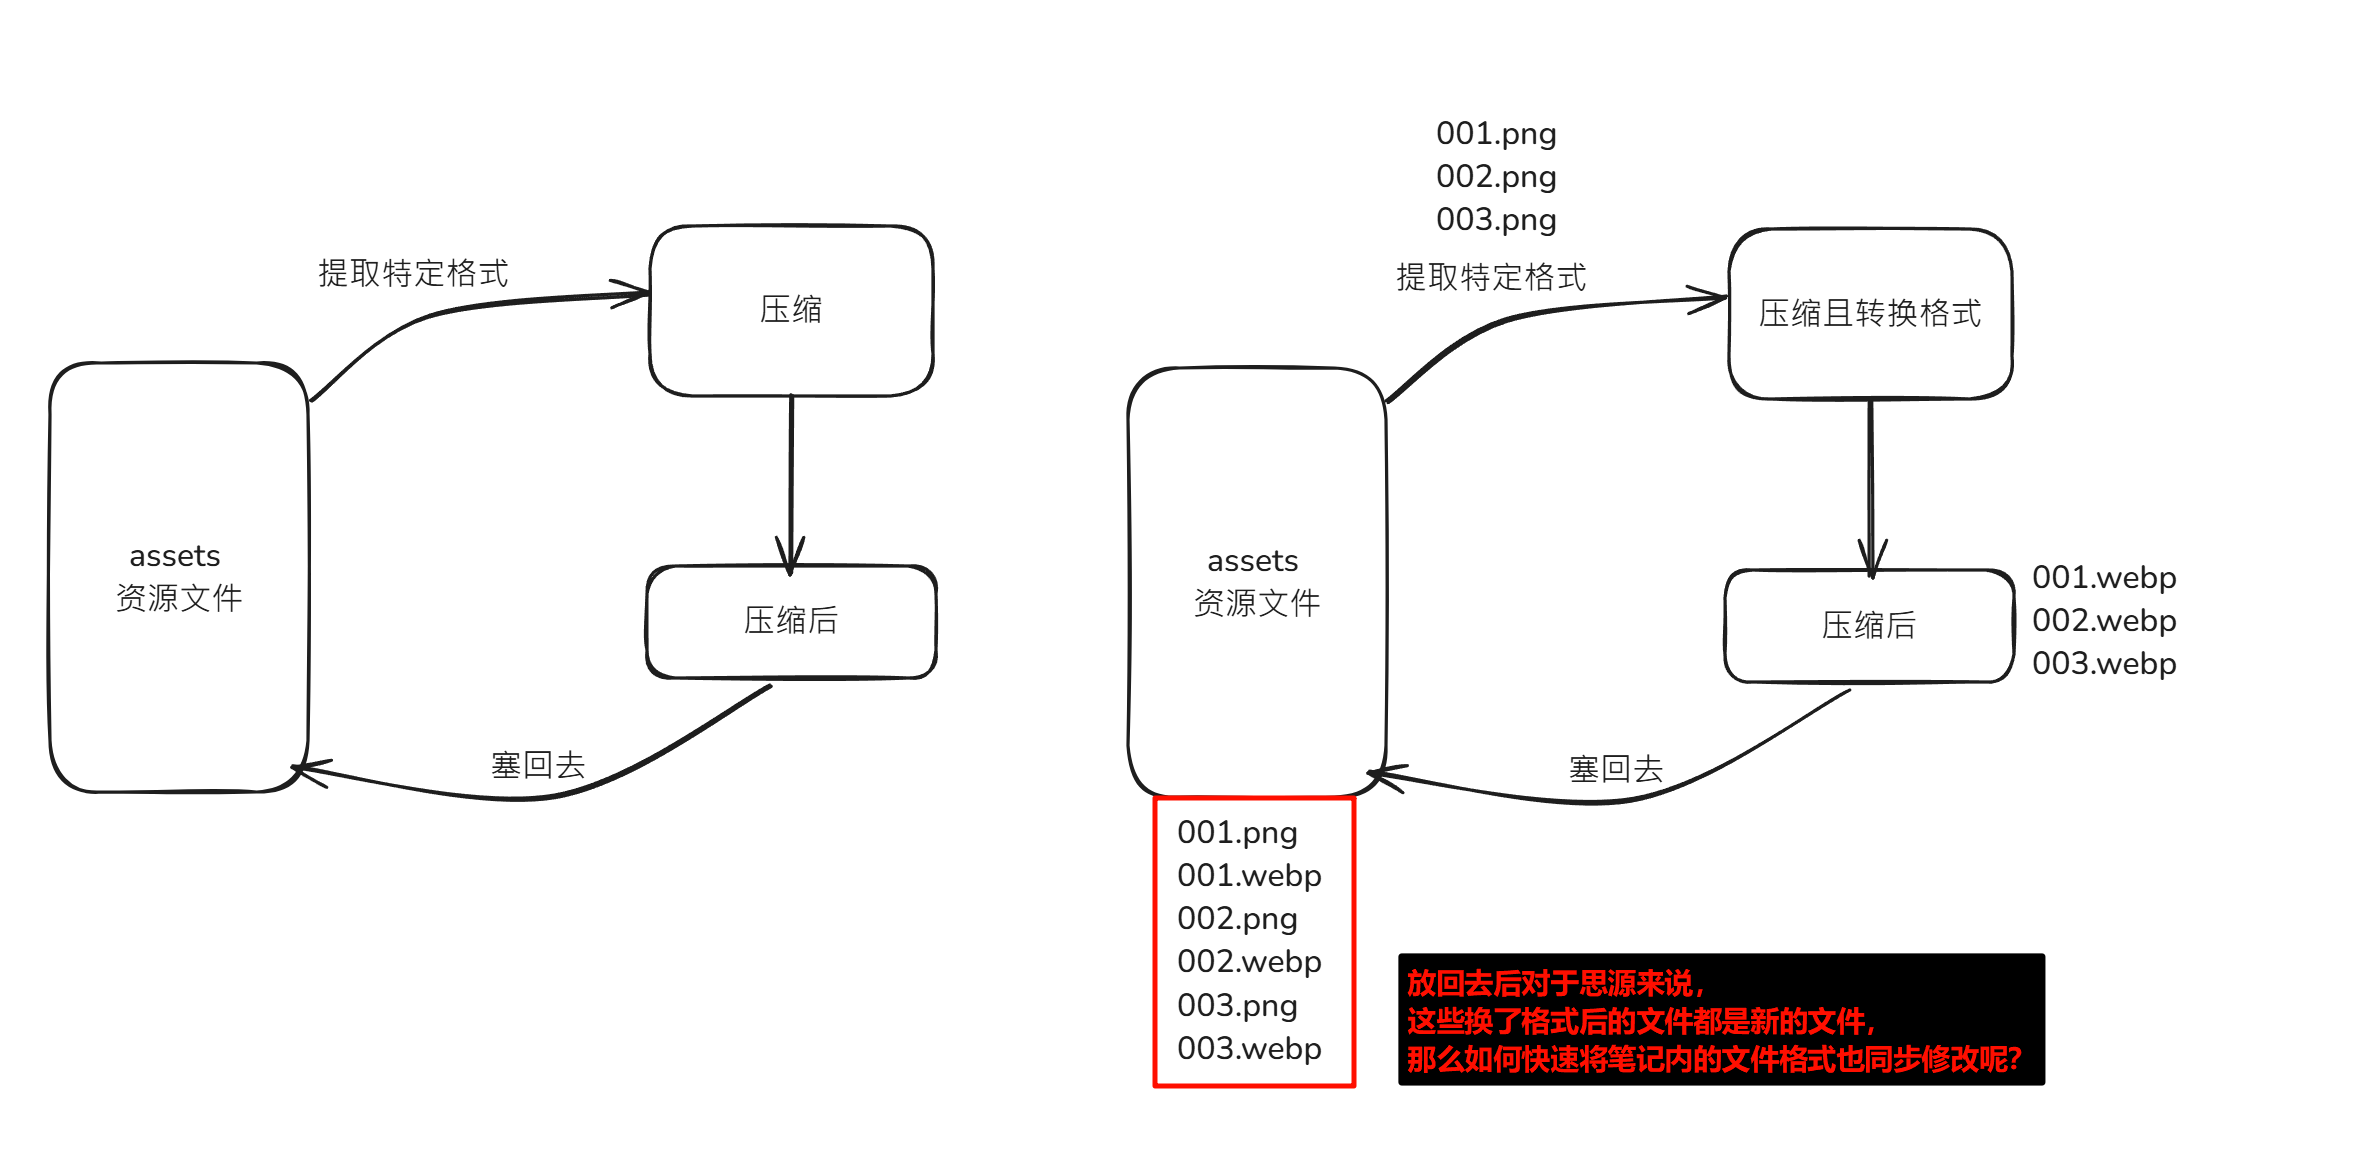 提取特定格式
压缩
assets
资源文件
压缩后
塞回去
001.png
002.png
003.png
提取特定格式
压缩且转换格式
assets
资源文件
压缩后
001.webp
002.webp
003.webp
塞回去
001.png
001.webp
002.png
002.webp
003.png
003.webp
放回去后对于思源来说，
这些换了格式后的文件都是新的文件，
那么如何快速将笔记内的文件格式也同步修改呢？